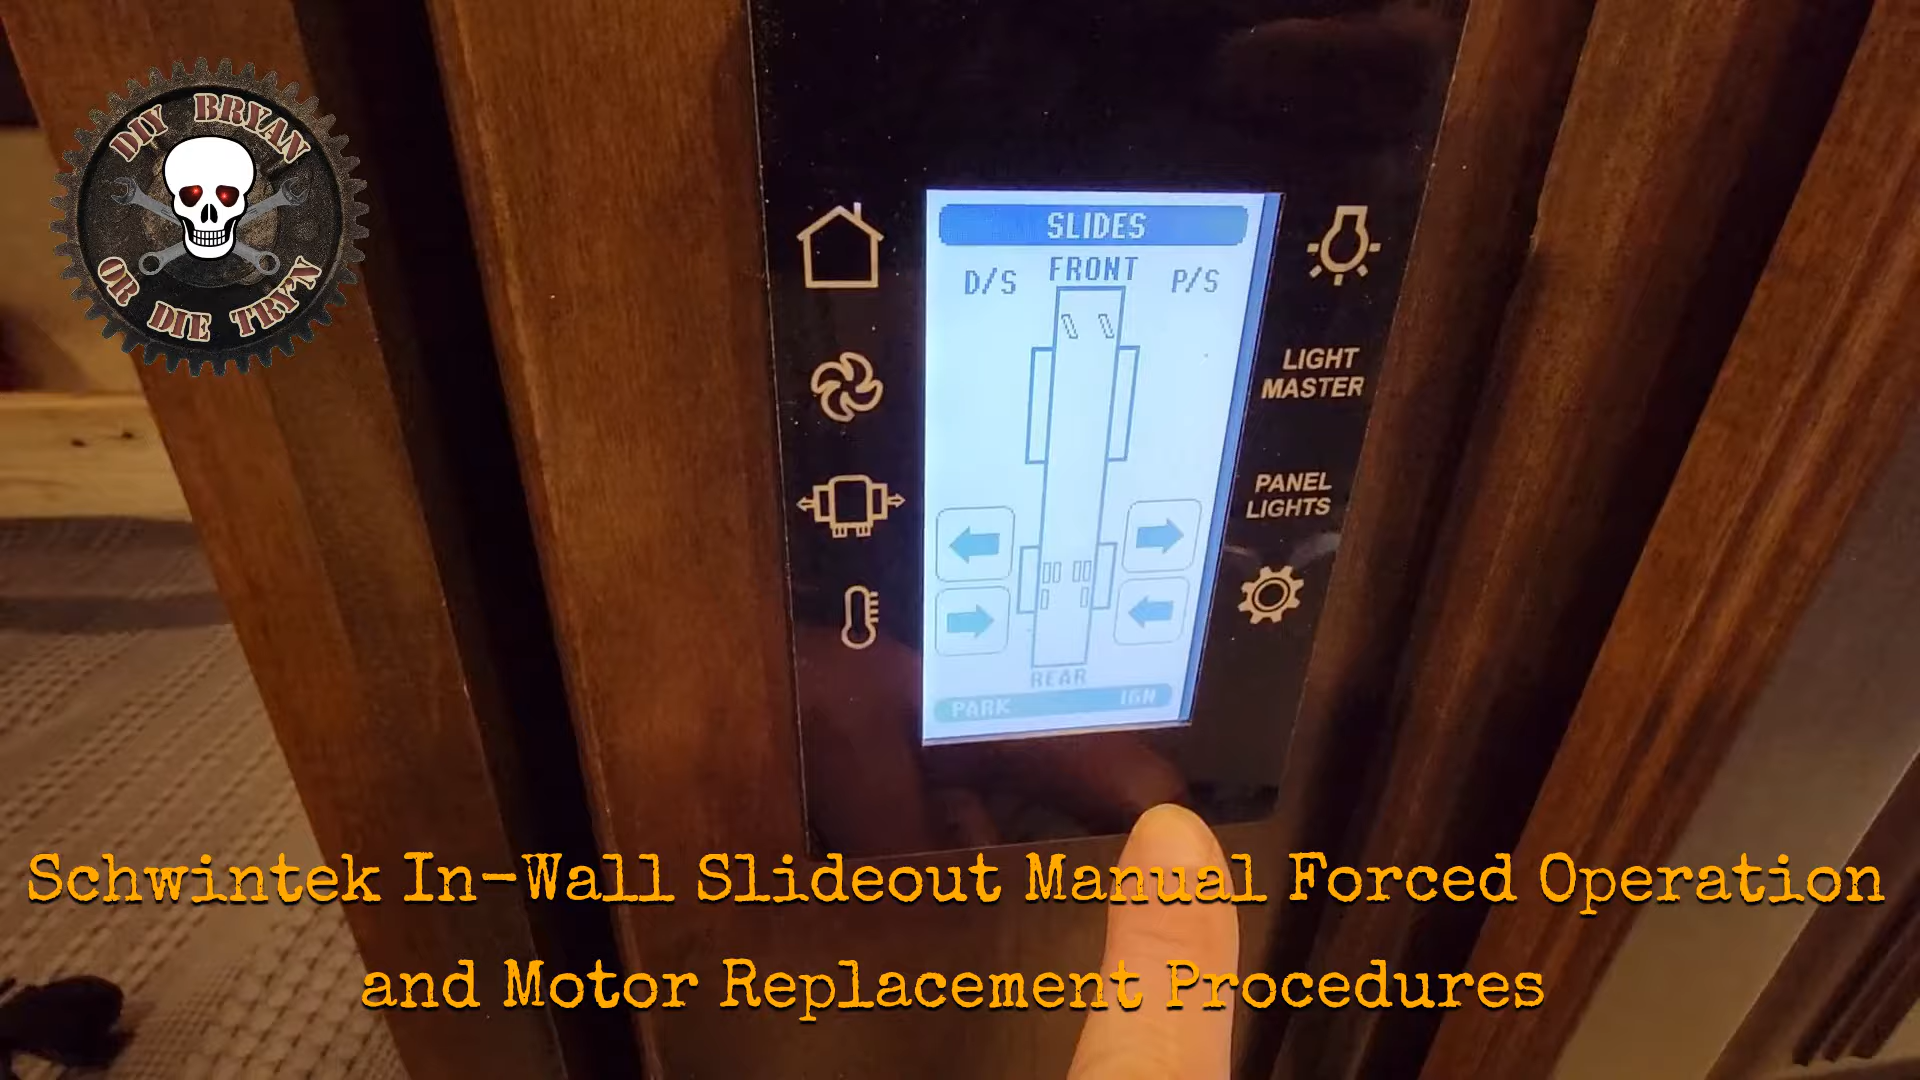 DIY BRYAN
OR DIE TRY'N
SLIDES
FRONT
D/S
P/S
LIGHT
MASTER
PANEL
LIGHTS
REAR
PARK
IGN
Schwintek In-Wall Slideout Manual Forced Operation
and Motor Replacement Procedures